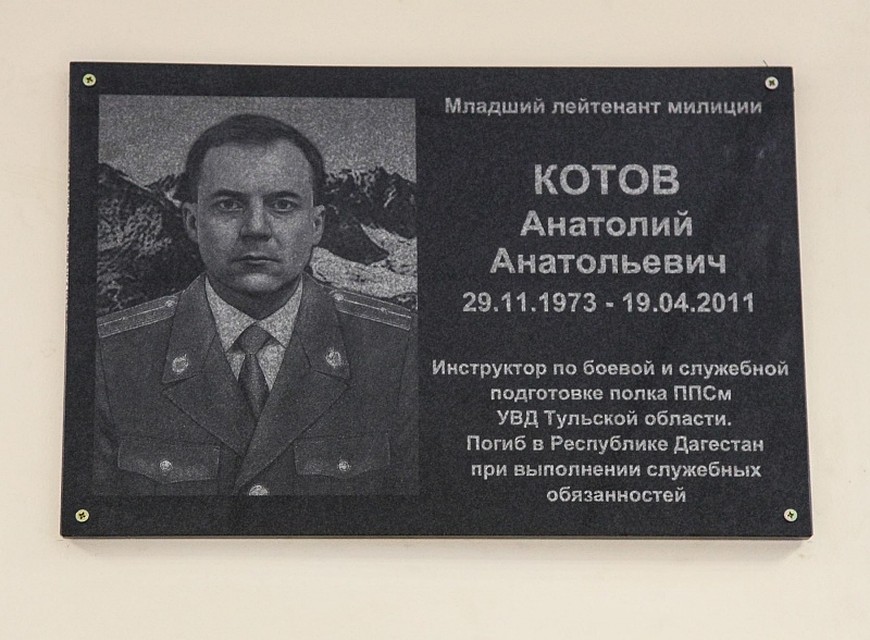 Младший лейтенант милиции
КОТОВ
Анатолий
Анатольевич
29.11.1973 - 19.04.2011
Инструктор по боевой и служебной
подготовке полка ППСм
УВД Тульской области.
Погиб в Республике Дагестан
при выполнении служебных
обязанностей